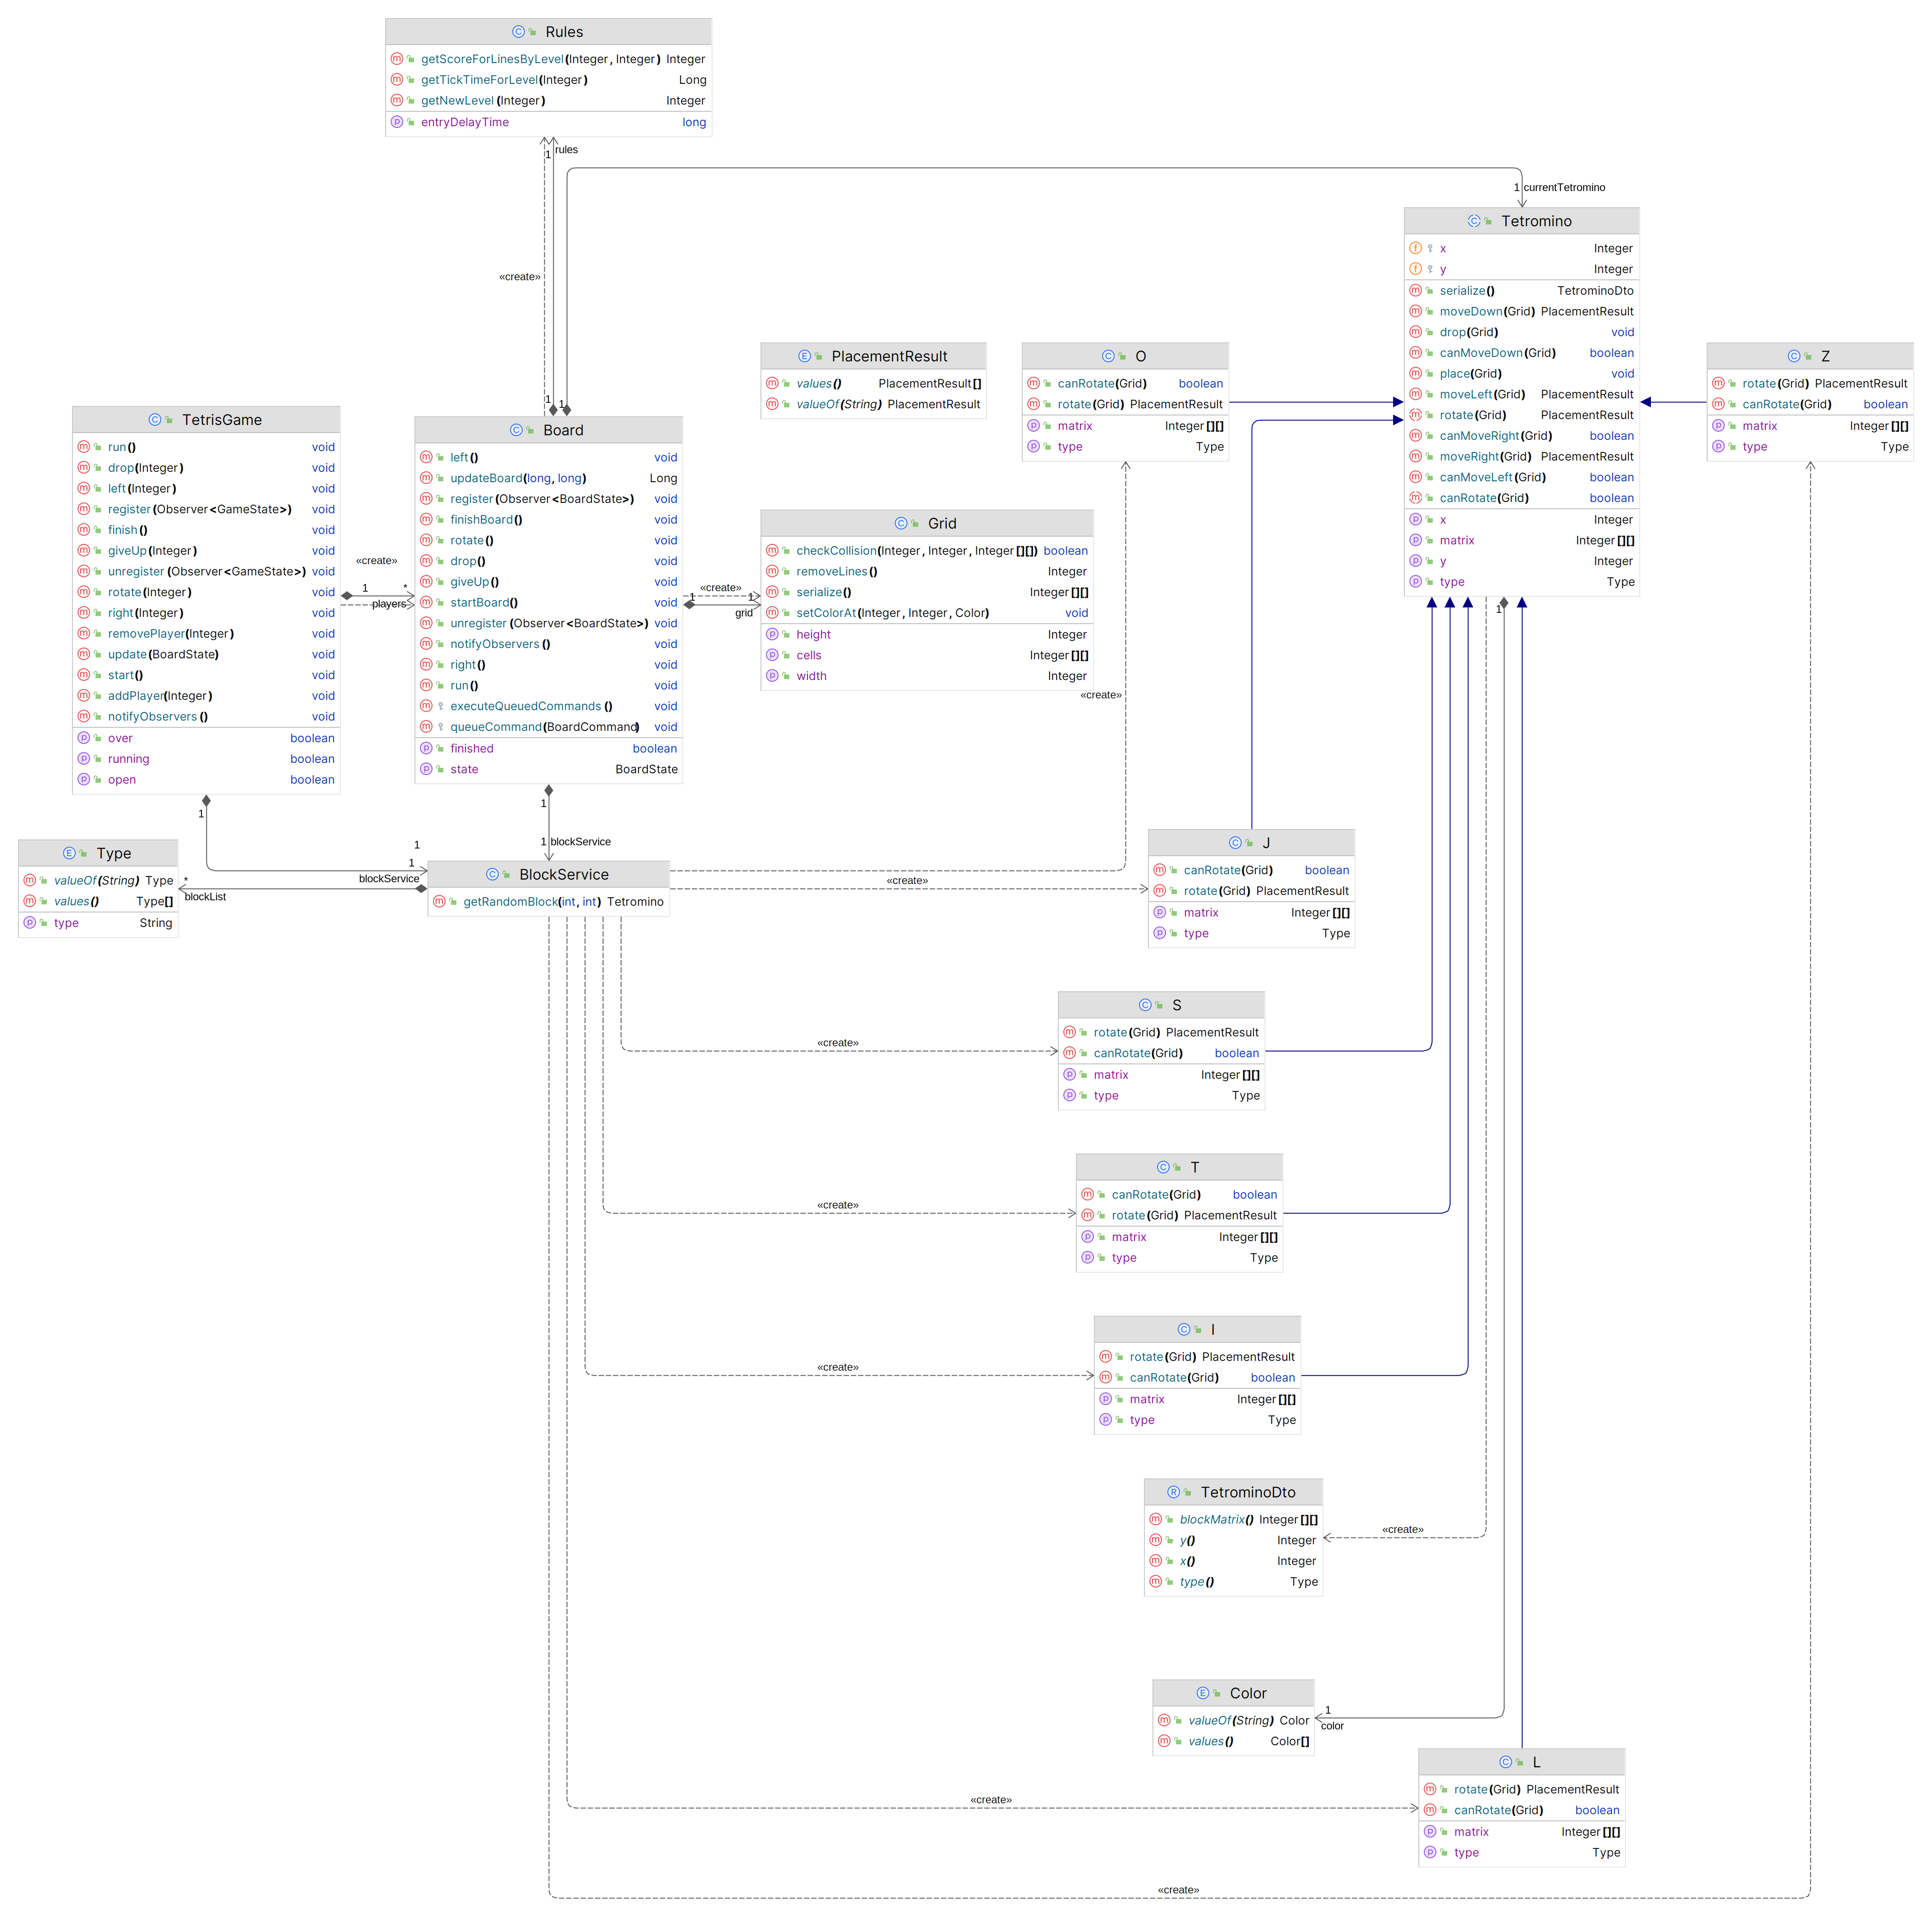 Rules
getScoreForLinesByLevel(Integer, Integer) Integer
getTickTimeForLevel(Integer) Long
getNewLevel(Integer) Integer
entryDelayTime long
1 rules
1 currentTetromino
«create»
Tetromino
x Integer
y Integer
serialize() TetrominoDto
moveDown(Grid) PlacementResult
drop(Grid) void
canMoveDown(Grid) boolean
place(Grid) void
moveLeft(Grid) PlacementResult
rotate(Grid) PlacementResult
canMoveRight(Grid) boolean
moveRight(Grid) PlacementResult
canMoveLeft(Grid) boolean
canRotate(Grid) boolean
x Integer
matrix Integer[][]
y Integer
type Type
1
PlacementResult
values() PlacementResult[]
valueOf(String) PlacementResult
O
canRotate(Grid) boolean
rotate(Grid) PlacementResult
matrix Integer[][]
type Type
Z
rotate(Grid) PlacementResult
canRotate(Grid) boolean
matrix Integer[][]
type Type
TetrisGame
run() void
drop(Integer) void
left(Integer) void
register(Observer<GameState>) void
finish() void
giveUp(Integer) void
unregister(Observer<GameState>) void
rotate(Integer) void
right(Integer) void
removePlayer(Integer) void
update(BoardState) void
start() void
addPlayer(Integer) void
notifyObservers() void
over boolean
running boolean
open boolean
«create»
1 *
players
1 1
Board
left() void
updateBoard(long, long) Long
register(Observer<BoardState>) void
finishBoard() void
rotate() void
drop() void
giveUp() void
startBoard() void
unregister(Observer<BoardState>) void
notifyObservers() void
right() void
run() void
executeQueuedCommands() void
queueCommand(BoardCommand) void
finished boolean
state BoardState
«create»
1 1
grid
Grid
checkCollision(Integer, Integer, Integer[][]) boolean
removeLines() Integer
serialize() Integer[][]
setColorAt(Integer, Integer, Color) void
height Integer
cells Integer[][]
width Integer
«create»
1
1
1 blockService
1
1
blockService
Type
valueOf(String) Type
values() Type[]
type String
*
blockList
BlockService
getRandomBlock(int, int) Tetromino
«create»
J
canRotate(Grid) boolean
rotate(Grid) PlacementResult
matrix Integer[][]
type Type
«create»
S
rotate(Grid) PlacementResult
canRotate(Grid) boolean
matrix Integer[][]
type Type
«create»
T
canRotate(Grid) boolean
rotate(Grid) PlacementResult
matrix Integer[][]
type Type
«create»
I
rotate(Grid) PlacementResult
canRotate(Grid) boolean
matrix Integer[][]
type Type
TetrominoDto
blockMatrix() Integer[][]
y() Integer
x() Integer
type() Type
«create»
Color
valueOf(String) Color
values() Color[]
1
color
«create»
L
rotate(Grid) PlacementResult
canRotate(Grid) boolean
matrix Integer[][]
type Type
«create»